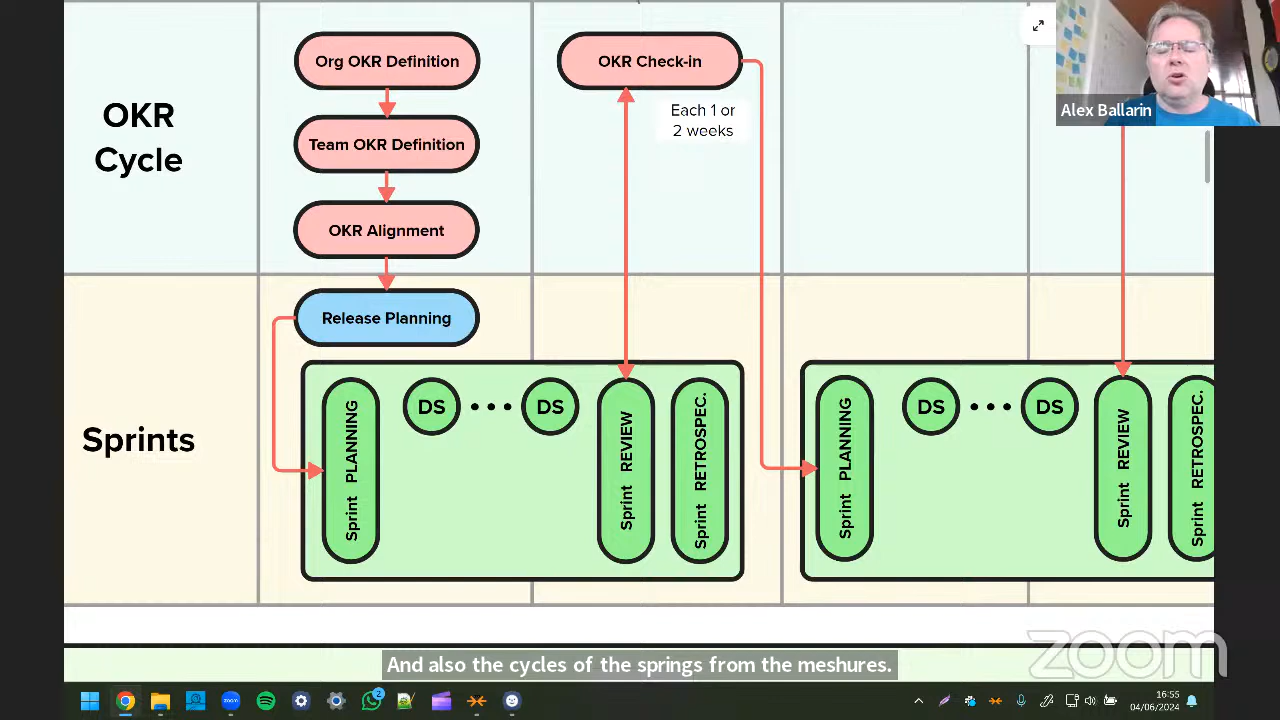 OKR
Cycle
Org OKR Definition
Team OKR Definition
OKR Alignment
OKR Check-in
Each 1 or
2 weeks
Alex Ballarin
Sprints
Release Planning
Sprint PLANNING
DS
DS
Sprint REVIEW
Sprint RETROSPEC.
Sprint PLANNING
DS
DS
Sprint REVIEW
Sprint RETROSPEC.
zoom
And also the cycles of the springs from the meshures.
zoom
2
16:55
04/06/2024